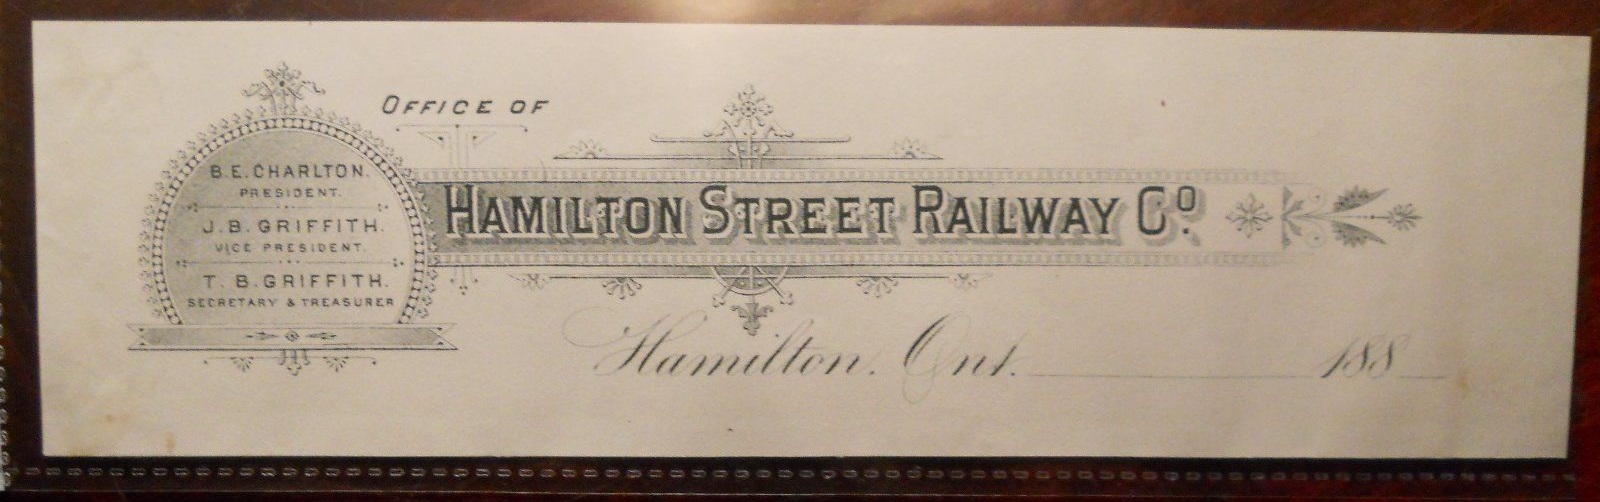 OFFICE OF
B.E. CHARLTON.
PRESIDENT.
J.B. GRIFFITH.
VICE PRESIDENT.
T. B. GRIFFITH.
SECRETARY & TREASURER
HAMILTON STREET RAILWAY Cº.
Hamilton. Ont. 188